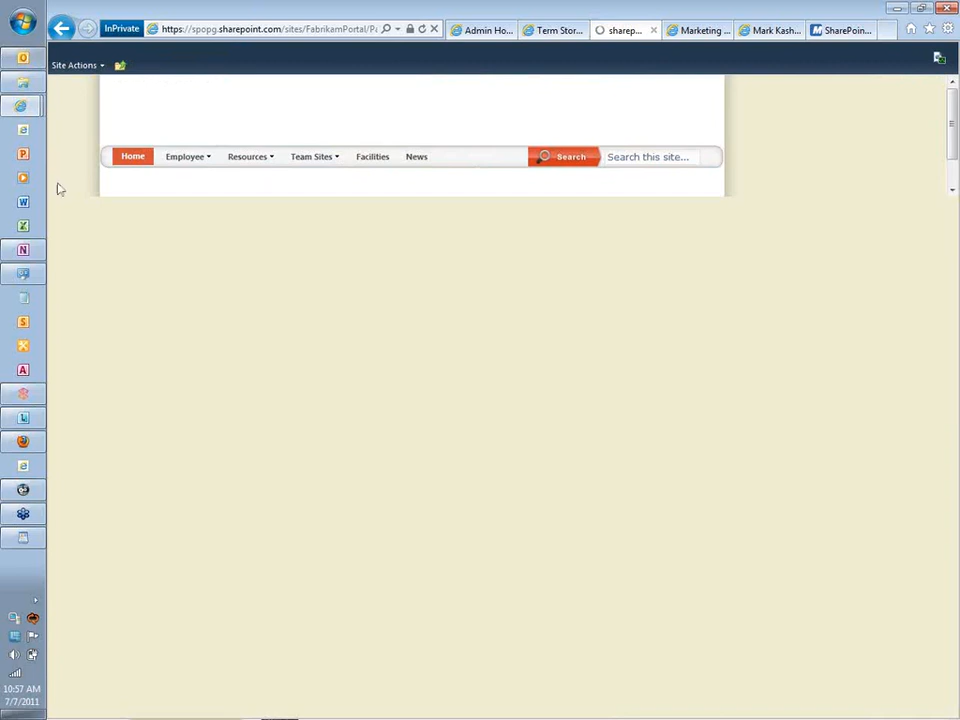 InPrivate https://spopg.sharepoint.com/sites/FabrikamPortal/Pa Admin Ho... Term Stor... sharep... Marketing ... Mark Kash... SharePoin...
Site Actions
Home Employee Resources Team Sites Facilities News Search Search this site...
10:57 AM
7/7/2011